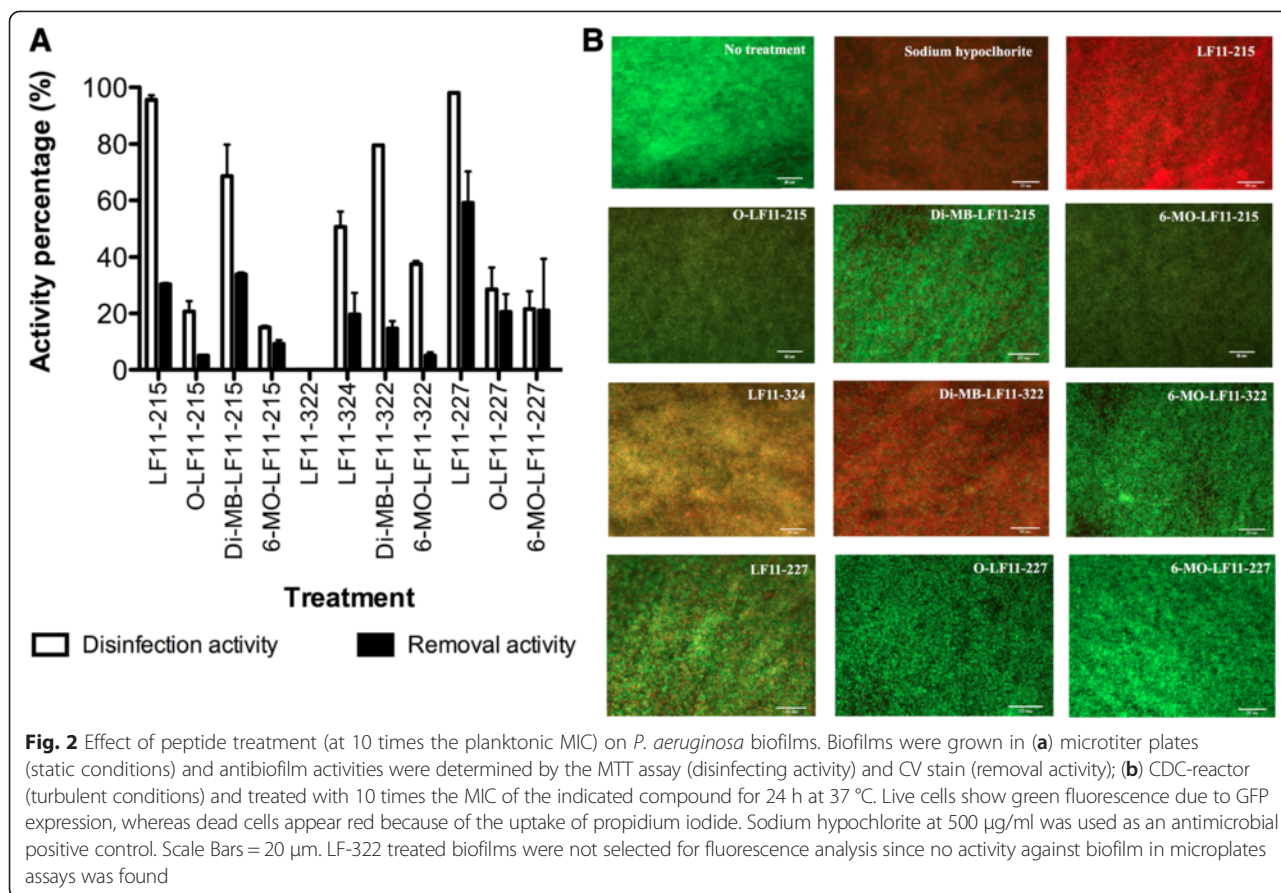 A
Activity percentage (%)
100
80
60
40
20
0
LF11-215
O-LF11-215
Di-MB-LF11-215
6-MO-LF11-215
LF11-322
LF11-324
Di-MB-LF11-322
6-MO-LF11-322
LF11-227
O-LF11-227
6-MO-LF11-227
Treatment
Disinfection activity
Removal activity
B
No treatment
Sodium hypoclhorite
LF11-215
O-LF11-215
Di-MB-LF11-215
6-MO-LF11-215
LF11-324
Di-MB-LF11-322
6-MO-LF11-322
LF11-227
O-LF11-227
6-MO-LF11-227
Fig. 2 Effect of peptide treatment (at 10 times the planktonic MIC) on P. aeruginosa biofilms. Biofilms were grown in (a) microtiter plates
(static conditions) and antibiofilm activities were determined by the MTT assay (disinfecting activity) and CV stain (removal activity); (b) CDC-reactor
(turbulent conditions) and treated with 10 times the MIC of the indicated compound for 24 h at 37 °C. Live cells show green fluorescence due to GFP
expression, whereas dead cells appear red because of the uptake of propidium iodide. Sodium hypochlorite at 500 μg/ml was used as an antimicrobial
positive control. Scale Bars = 20 μm. LF-322 treated biofilms were not selected for fluorescence analysis since no activity against biofilm in microplates
assays was found